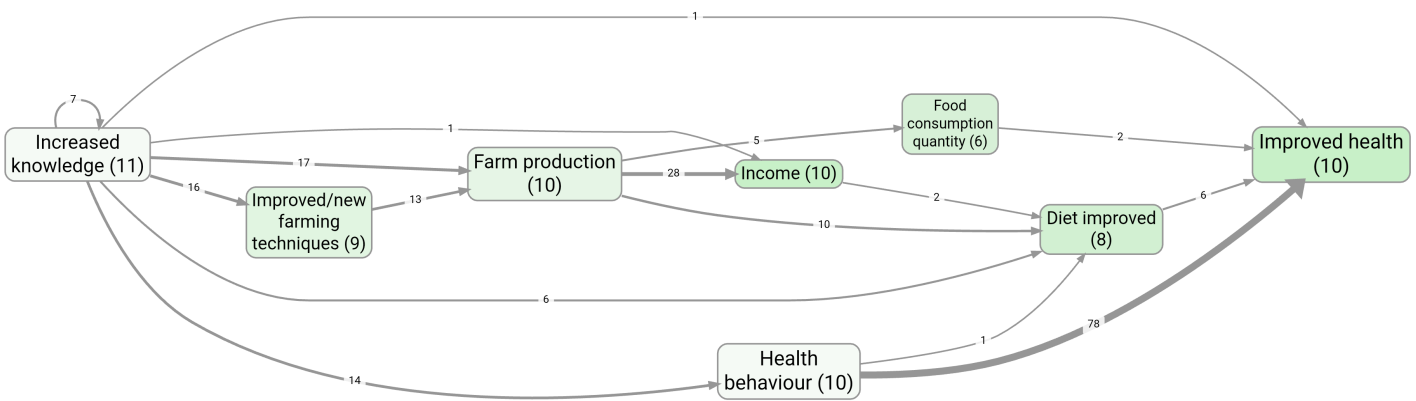 1
7
Increased
knowledge (11)
1
17
16
Improved/new
farming
techniques (9)
13
Farm production
(10)
5
28
10
Food
consumption
quantity (6)
Income (10)
2
2
Diet improved
(8)
6
Improved health
(10)
6
1
78
Health
behaviour (10)
14